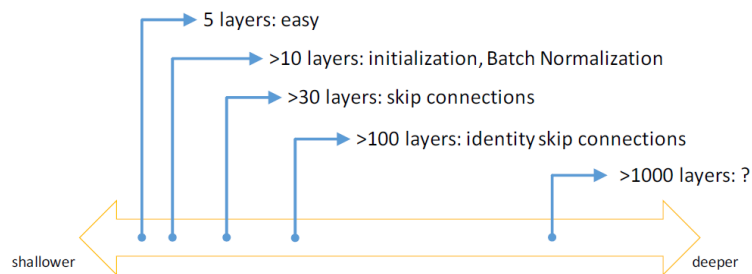 5 layers: easy
>10 layers: initialization, Batch Normalization
>30 layers: skip connections
>100 layers: identity skip connections
>1000 layers: ?
shallower
deeper